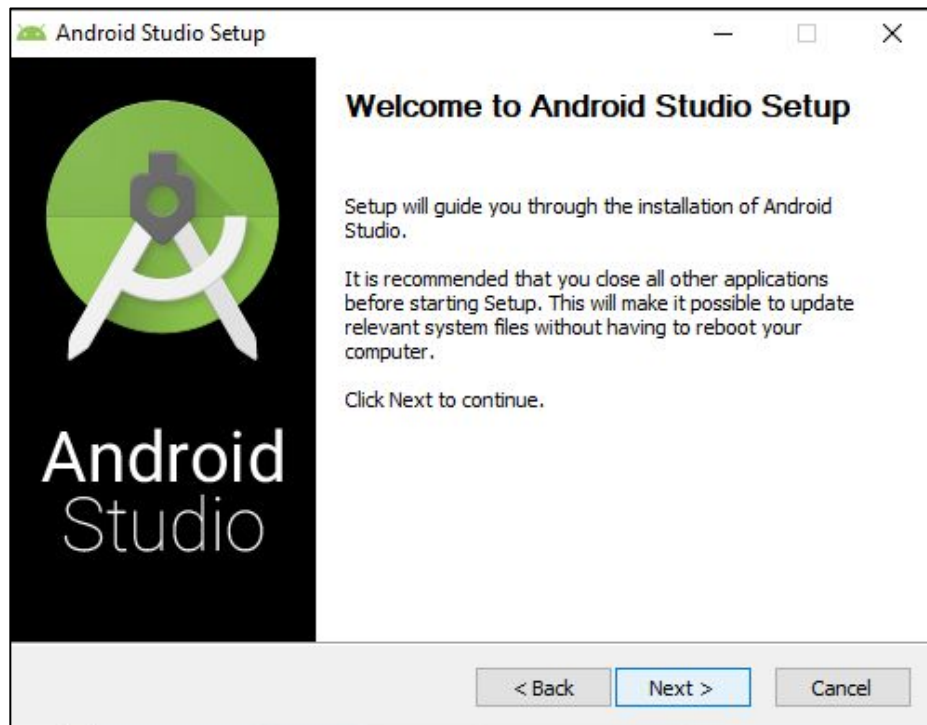 Android Studio Setup
Welcome to Android Studio Setup
Setup will guide you through the installation of Android
Studio.
It is recommended that you close all other applications
before starting Setup. This will make it possible to update
relevant system files without having to reboot your
computer.
Click Next to continue.
Android
Studio
< Back
Next >
Cancel